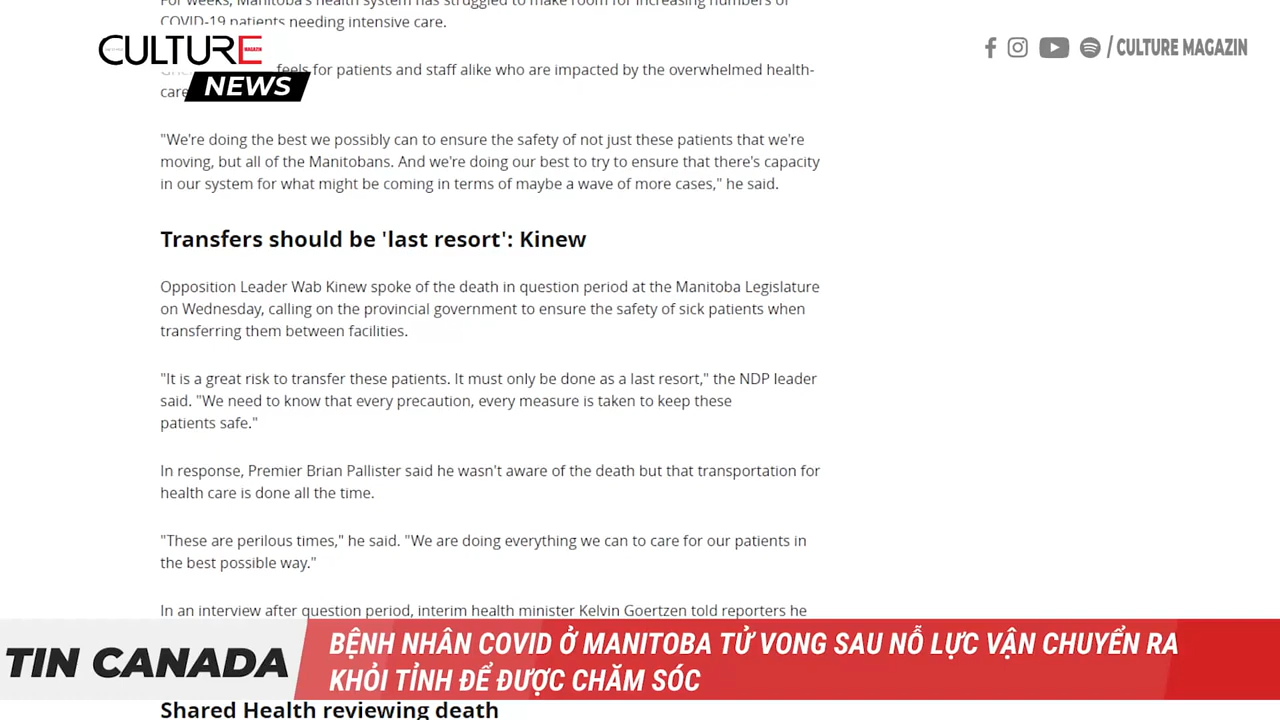 For weeks, Manitoba's health system has struggled to make room for increasing numbers of
COVID-19 patients needing intensive care.
CULTURE
MAGAZIN
NEWS
/ CULTURE MAGAZIN
feels for patients and staff alike who are impacted by the overwhelmed health-
care
"We're doing the best we possibly can to ensure the safety of not just these patients that we're
moving, but all of the Manitobans. And we're doing our best to try to ensure that there's capacity
in our system for what might be coming in terms of maybe a wave of more cases," he said.
Transfers should be 'last resort': Kinew
Opposition Leader Wab Kinew spoke of the death in question period at the Manitoba Legislature
on Wednesday, calling on the provincial government to ensure the safety of sick patients when
transferring them between facilities.
"It is a great risk to transfer these patients. It must only be done as a last resort," the NDP leader
said. "We need to know that every precaution, every measure is taken to keep these
patients safe."
In response, Premier Brian Pallister said he wasn't aware of the death but that transportation for
health care is done all the time.
"These are perilous times," he said. "We are doing everything we can to care for our patients in
the best possible way."
In an interview after question period, interim health minister Kelvin Goertzen told reporters he
TIN CANADA
BỆNH NHÂN COVID Ở MANITOBA TỬ VONG SAU NỖ LỰC VẬN CHUYỂN RA
KHỎI TỈNH ĐỂ ĐƯỢC CHĂM SÓC
Shared Health reviewing death